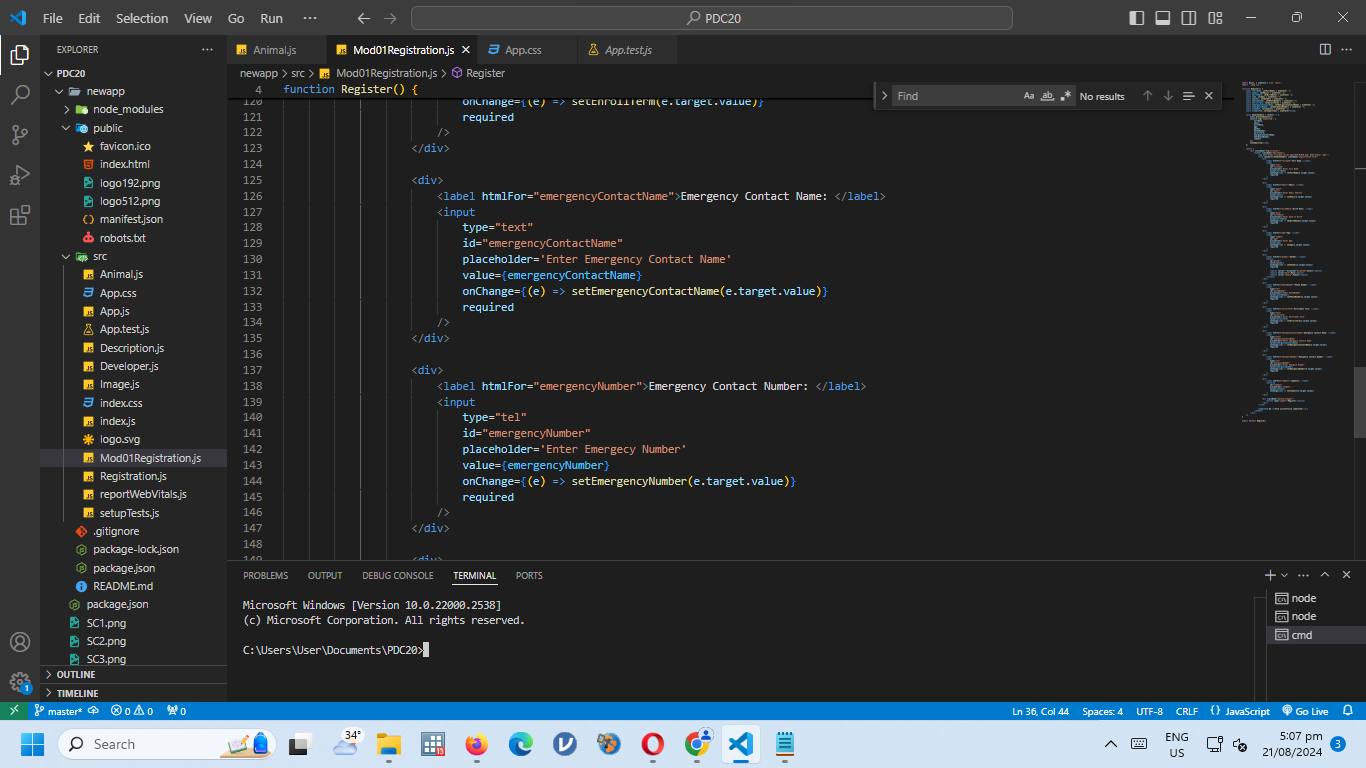 File Edit Selection View Go Run ··· PDC20
EXPLORER ···
PDC20
newapp
node_modules
public
favicon.ico
index.html
logo192.png
logo512.png
manifest.json
robots.txt
src
Animal.js
App.css
App.js
App.test.js
Description.js
Developer.js
Image.js
index.css
index.js
logo.svg
Mod01Registration.js
Registration.js
reportWebVitals.js
setupTests.js
.gitignore
package-lock.json
package.json
README.md
package.json
SC1.png
SC2.png
SC3.png
OUTLINE
TIMELINE
1
Animal.js Mod01Registration.js App.css App.test.js
newapp > src > Mod01Registration.js > Register
Find Aa ab No results
4 function Register() {
120 onChange={(e) => setEnrollTerm(e.target.value)}
121 required
122 />
123 </div>
124
125 <div>
126 <label htmlFor="emergencyContactName">Emergency Contact Name: </label>
127 <input
128 type="text"
129 id="emergencyContactName"
130 placeholder='Enter Emergency Contact Name'
131 value={emergencyContactName}
132 onChange={(e) => setEmergencyContactName(e.target.value)}
133 required
134 />
135 </div>
136
137 <div>
138 <label htmlFor="emergencyNumber">Emergency Contact Number: </label>
139 <input
140 type="tel"
141 id="emergencyNumber"
142 placeholder='Enter Emergecy Number'
143 value={emergencyNumber}
144 onChange={(e) => setEmergencyNumber(e.target.value)}
145 required
146 />
147 </div>
148
149 <div>
PROBLEMS OUTPUT DEBUG CONSOLE TERMINAL PORTS
Microsoft Windows [Version 10.0.22000.2538]
(c) Microsoft Corporation. All rights reserved.
C:\Users\User\Documents\PDC20>
node
node
cmd
master* 0 0 0 Ln 36, Col 44 Spaces: 4 UTF-8 CRLF {} JavaScript Go Live
Search 34° ENG
US
5:07 pm
21/08/2024 3